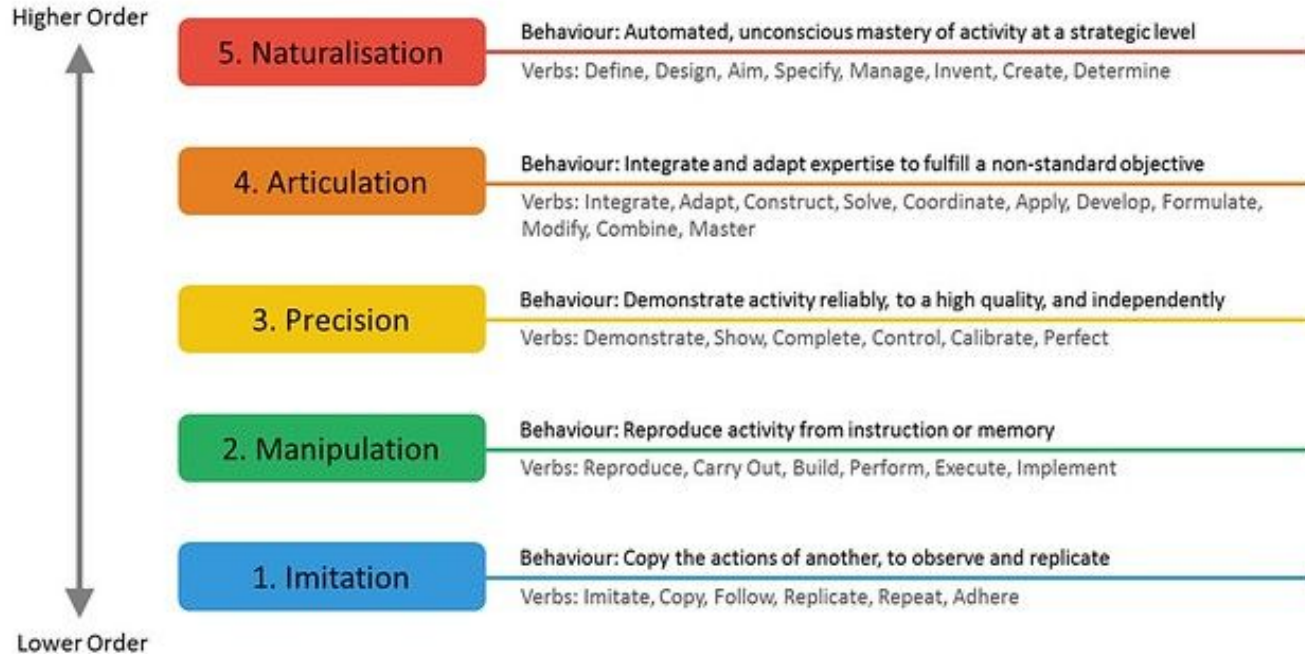 Higher Order
5. Naturalisation
Behaviour: Automated, unconscious mastery of activity at a strategic level
Verbs: Define, Design, Aim, Specify, Manage, Invent, Create, Determine
4. Articulation
Behaviour: Integrate and adapt expertise to fulfill a non-standard objective
Verbs: Integrate, Adapt, Construct, Solve, Coordinate, Apply, Develop, Formulate,
Modify, Combine, Master
3. Precision
Behaviour: Demonstrate activity reliably, to a high quality, and independently
Verbs: Demonstrate, Show, Complete, Control, Calibrate, Perfect
2. Manipulation
Behaviour: Reproduce activity from instruction or memory
Verbs: Reproduce, Carry Out, Build, Perform, Execute, Implement
1. Imitation
Behaviour: Copy the actions of another, to observe and replicate
Verbs: Imitate, Copy, Follow, Replicate, Repeat, Adhere
Lower Order